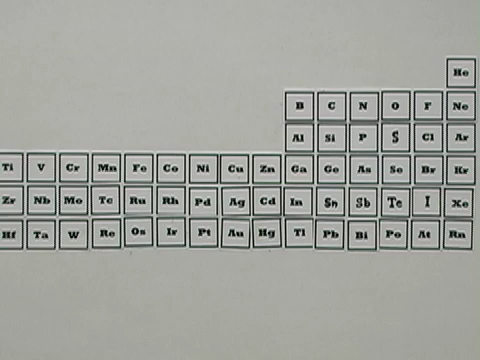 He
B C N O F Ne
Al Si P S Cl Ar
Ti V Cr Mn Fe Co Ni Cu Zn Ga Ge As Se Br Kr
Zr Nb Mo Tc Ru Rh Pd Ag Cd In Sn Sb Te I Xe
Hf Ta W Re Os Ir Pt Au Hg Tl Pb Bi Po At Rn